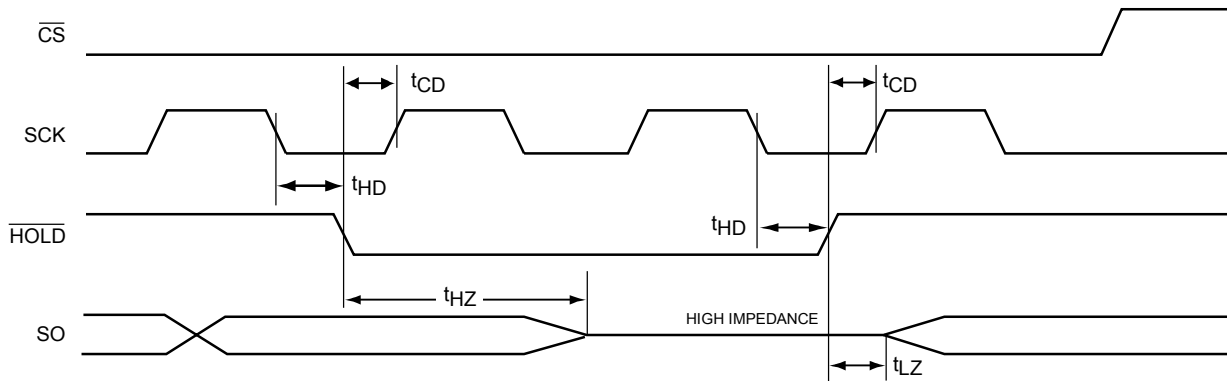 CS
tCD
tCD
SCK
tHD
HOLD
tHD
tHZ
HIGH IMPEDANCE
SO
tLZ